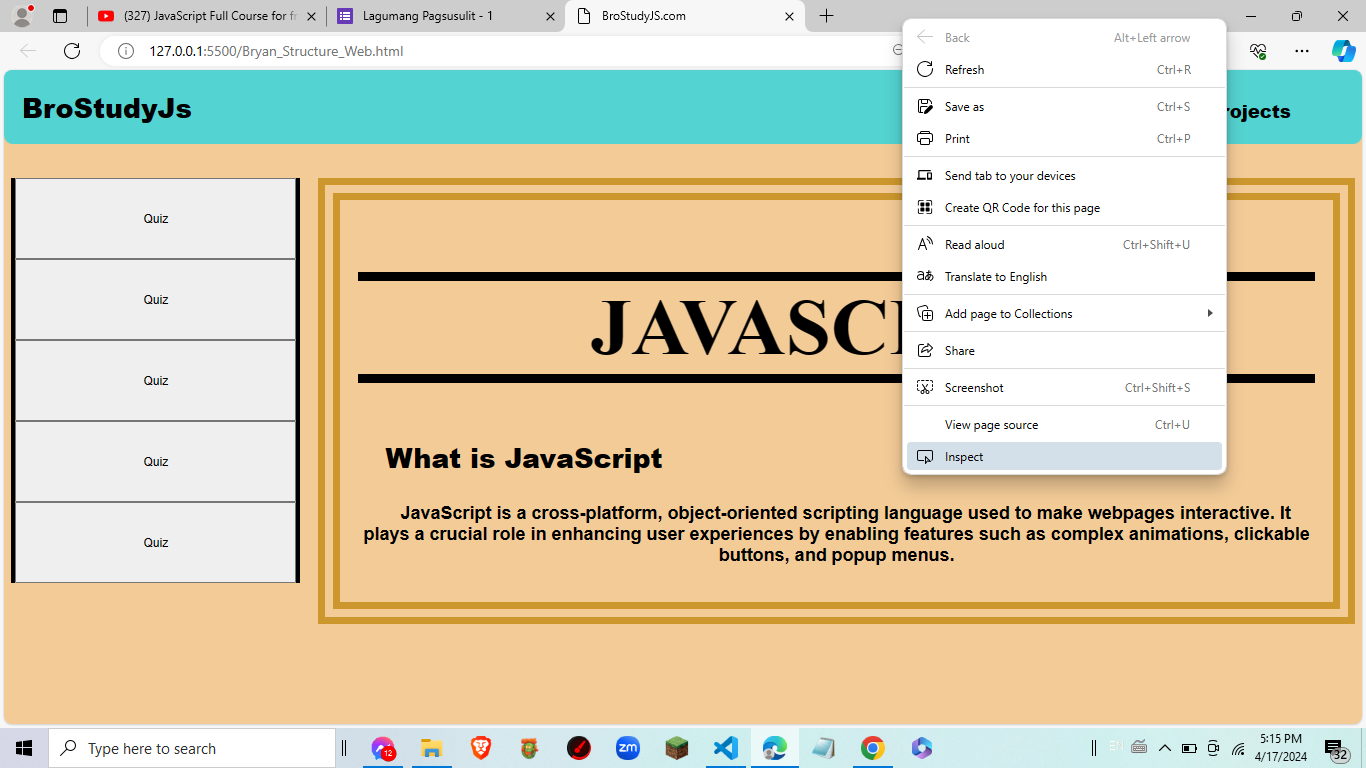 (327) JavaScript Full Course for fr
Lagumang Pagsusulit - 1
BroStudyJS.com
127.0.0.1:5500/Bryan_Structure_Web.html
BroStudyJs
rojects
Back Alt+Left arrow
Refresh Ctrl+R
Save as Ctrl+S
Print Ctrl+P
Send tab to your devices
Create QR Code for this page
Read aloud Ctrl+Shift+U
Translate to English
Add page to Collections
Share
Screenshot Ctrl+Shift+S
View page source Ctrl+U
Inspect
Quiz
Quiz
Quiz
Quiz
Quiz
JAVASC
What is JavaScript
JavaScript is a cross-platform, object-oriented scripting language used to make webpages interactive. It
plays a crucial role in enhancing user experiences by enabling features such as complex animations, clickable
buttons, and popup menus.
Type here to search
12
zm
5:15 PM
4/17/2024
32